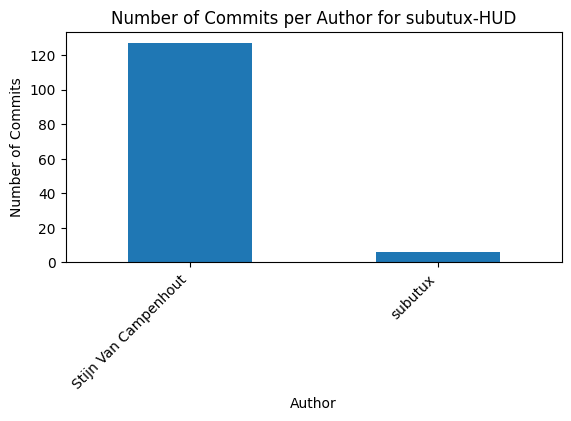 Number of Commits per Author for subutux-HUD
Number of Commits
120
100
80
60
40
20
0
Stijn Van Campenhout
subutux
Author